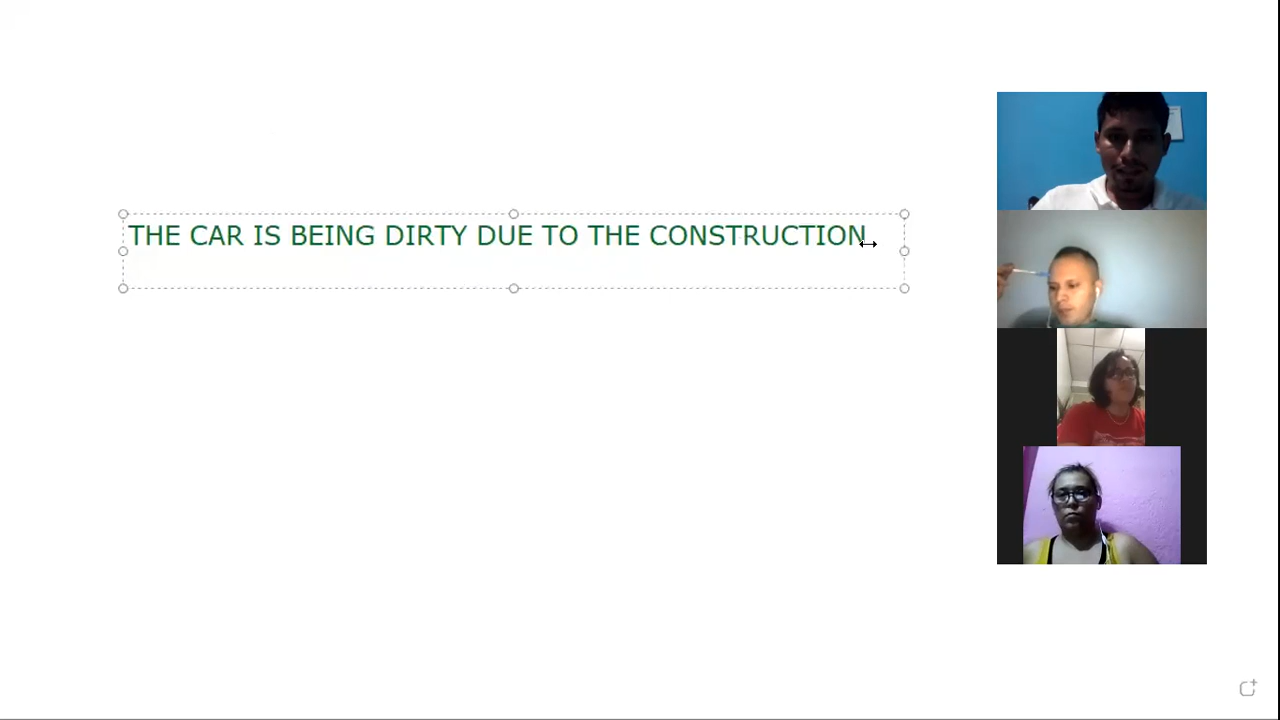 THE CAR IS BEING DIRTY DUE TO THE CONSTRUCTION.